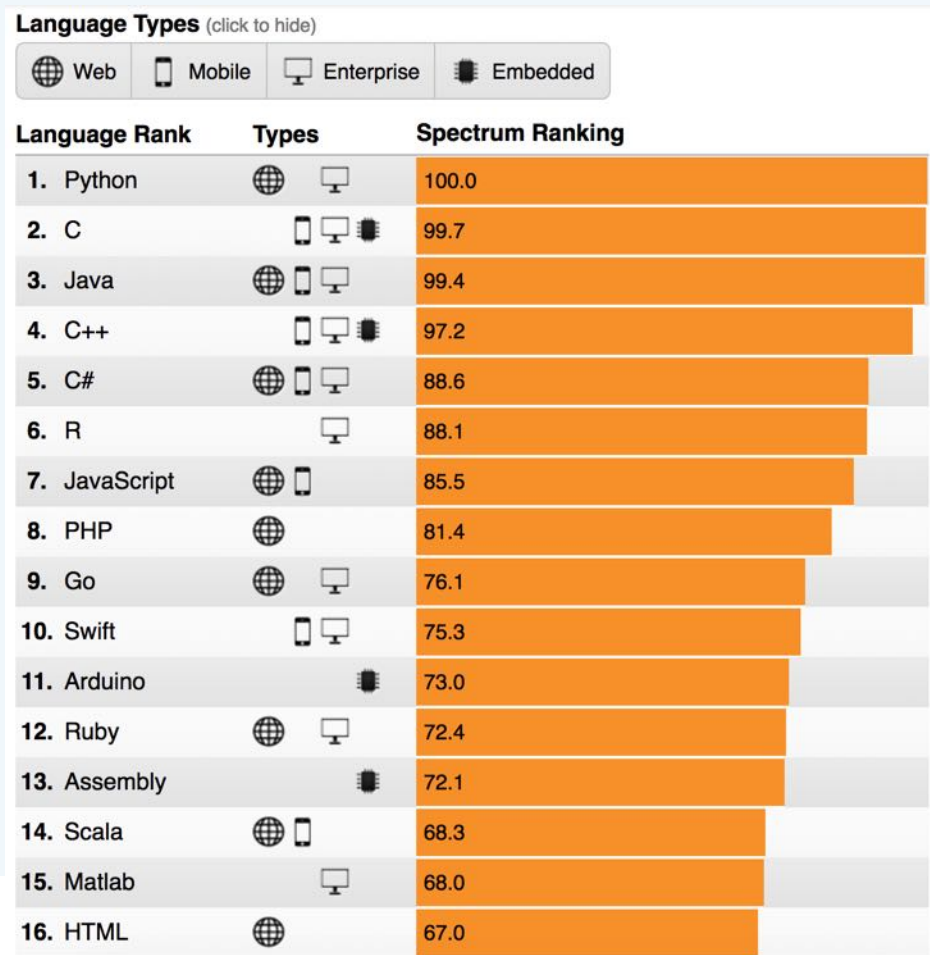 Language Types (click to hide)
Web Mobile Enterprise Embedded
Language Rank Types Spectrum Ranking
1. Python 100.0
2. C 99.7
3. Java 99.4
4. C++ 97.2
5. C# 88.6
6. R 88.1
7. JavaScript 85.5
8. PHP 81.4
9. Go 76.1
10. Swift 75.3
11. Arduino 73.0
12. Ruby 72.4
13. Assembly 72.1
14. Scala 68.3
15. Matlab 68.0
16. HTML 67.0